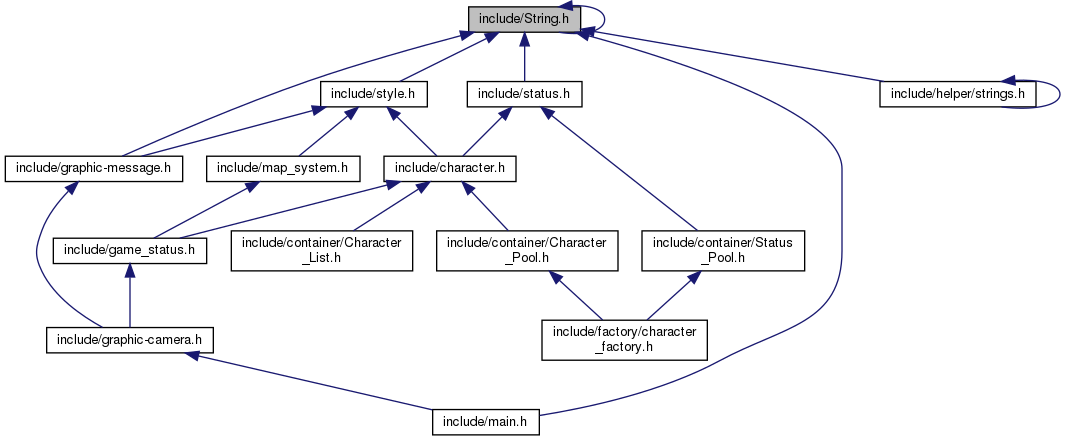 include/String.h
include/style.h
include/status.h
include/helper/strings.h
include/graphic-message.h
include/map_system.h
include/character.h
include/game_status.h
include/container/Character
_List.h
include/container/Character
_Pool.h
include/container/Status
_Pool.h
include/graphic-camera.h
include/factory/character
_factory.h
include/main.h